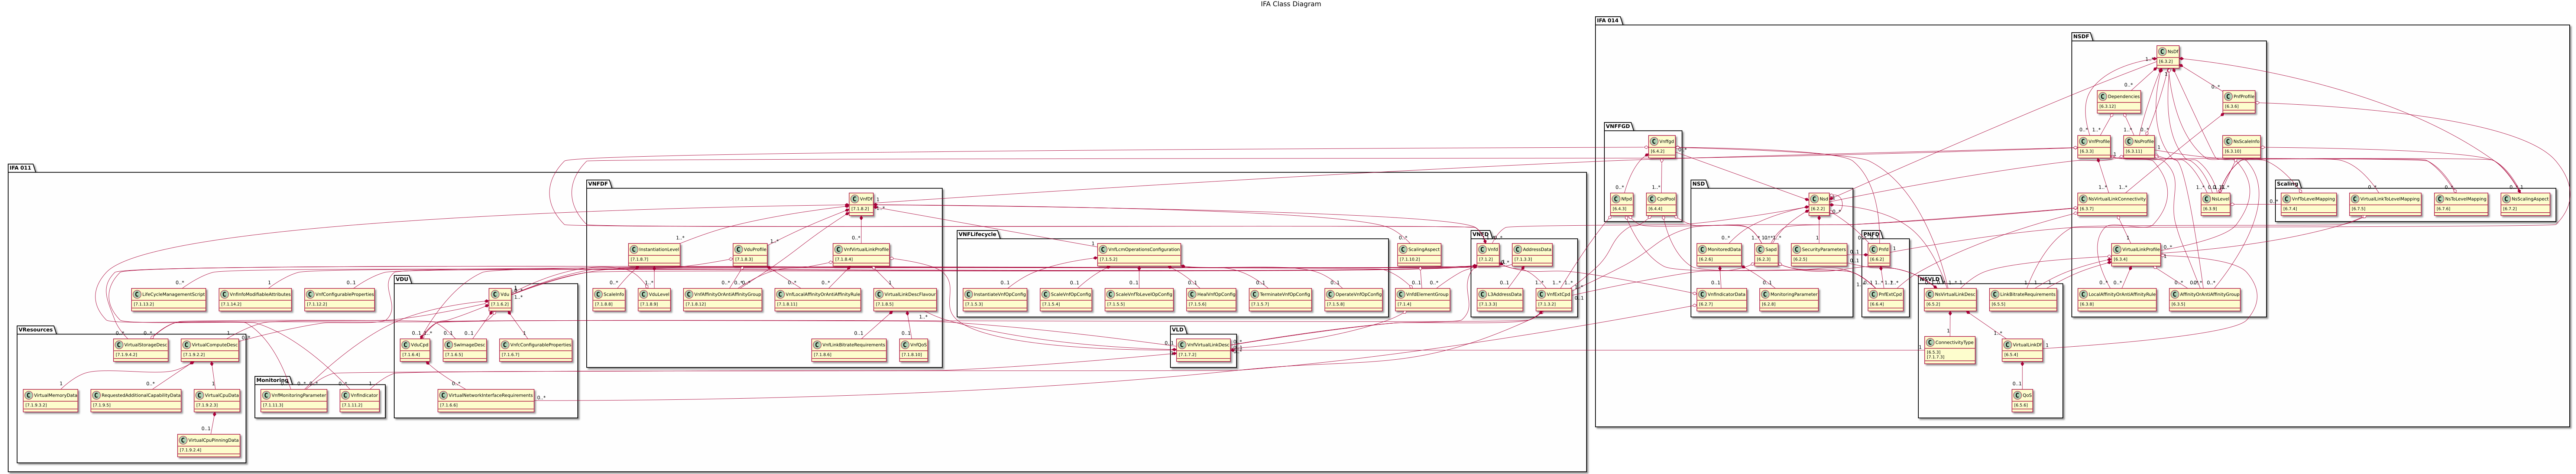 IFA Class Diagram
IFA 014
NSDF
NsDF
[6.3.2]
Dependencies
[6.3.12]
PnfProfile
[6.3.6]
VnfProfile
[6.3.3]
NsProfile
[6.3.11]
NsScaleInfo
[6.3.10]
NsVirtualLinkConnectivity
[6.3.7]
NsLevel
[6.3.9]
VirtualLinkProfile
[6.3.4]
LinkBitrateRequirements
[6.5.5]
LocalAffinityOrAntiAffinityRule
[6.3.8]
AffinityOrAntiAffinityGroup
[6.3.5]
Scaling
VnfToLevelMapping
[6.7.4]
VirtualLinkToLevelMapping
[6.7.5]
NsToLevelMapping
[6.7.6]
NsScalingAspect
[6.7.2]
VNFFGD
Vnffgd
[6.4.2]
Nfpd
[6.4.3]
CpdPool
[6.4.4]
NSD
Nsd
[6.2.2]
MonitoredData
[6.2.6]
Sapd
[6.2.3]
SecurityParameters
[6.2.5]
VnfIndicatorData
[6.2.7]
MonitoringParameter
[6.2.8]
PNFD
Pnfd
[6.6.2]
PnfExtCpd
[6.6.4]
NSVLD
NsVirtualLinkDesc
[6.5.2]
ConnectivityType
[6.5.3]
[7.1.7.3]
VirtualLinkDF
[6.5.4]
QoS
[6.5.6]
IFA 011
VNFDF
VnfDF
[7.1.8.2]
InstantiationLevel
[7.1.8.7]
VduProfile
[7.1.8.3]
VnfVirtualLinkProfile
[7.1.8.4]
ScaleInfo
[7.1.8.8]
VduLevel
[7.1.8.9]
VnfAffinityOrAntiAffinityGroup
[7.1.8.12]
VnfLocalAffinityOrAntiAffinityRule
[7.1.8.11]
VirtualLinkDescFlavour
[7.1.8.5]
VnfLinkBitrateRequirements
[7.1.8.6]
VnfQoS
[7.1.8.10]
VNFLifecycle
VnfLcmOperationsConfiguration
[7.1.5.2]
InstantiateVnfOpConfig
[7.1.5.3]
ScaleVnfOpConfig
[7.1.5.4]
ScaleVnfToLevelOpConfig
[7.1.5.5]
HealVnfOpConfig
[7.1.5.6]
TerminateVnfOpConfig
[7.1.5.7]
OperateVnfOpConfig
[7.1.5.8]
ScalingAspect
[7.1.10.2]
VnfdElementGroup
[7.1.4]
VNFD
Vnfd
[7.1.2]
AddressData
[7.1.3.3]
L3AddressData
[7.1.3.3]
VnfExtCpd
[7.1.3.2]
VLD
VnfVirtualLinkDesc
[7.1.7.2]
LifeCycleManagementScript
[7.1.13.2]
VnfInfoModifiableAttributes
[7.1.14.2]
VnfConfigurableProperties
[7.1.12.2]
VDU
Vdu
[7.1.6.2]
VduCpd
[7.1.6.4]
SwImageDesc
[7.1.6.5]
VnfcConfigurableProperties
[7.1.6.7]
VirtualNetworkInterfaceRequirements
[7.1.6.6]
VResources
VirtualStorageDesc
[7.1.9.4.2]
VirtualComputeDesc
[7.1.9.2.2]
VirtualMemoryData
[7.1.9.3.2]
RequestedAdditionalCapabilityData
[7.1.9.5]
VirtualCpuData
[7.1.9.2.3]
VirtualCpuPinningData
[7.1.9.2.4]
Monitoring
VnfMonitoringParameter
[7.1.11.3]
VnfIndicator
[7.1.11.2]